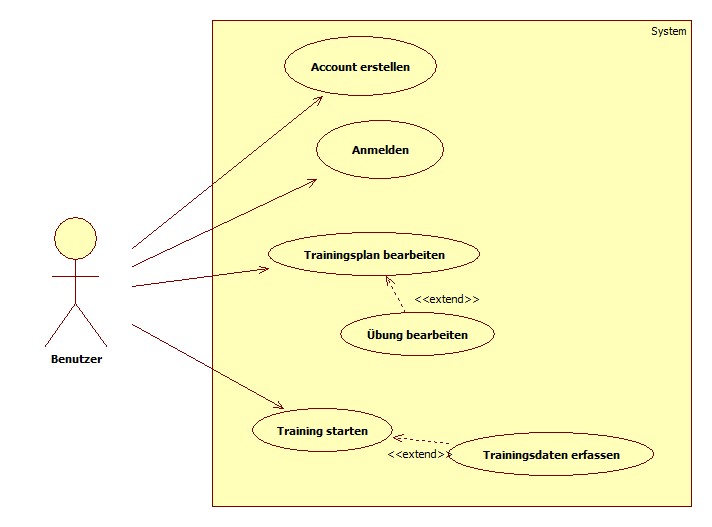 System
Account erstellen
Anmelden
Trainingsplan bearbeiten
<<extend>>
Übung bearbeiten
Benutzer
Training starten
<<extend>>
Trainingsdaten erfassen